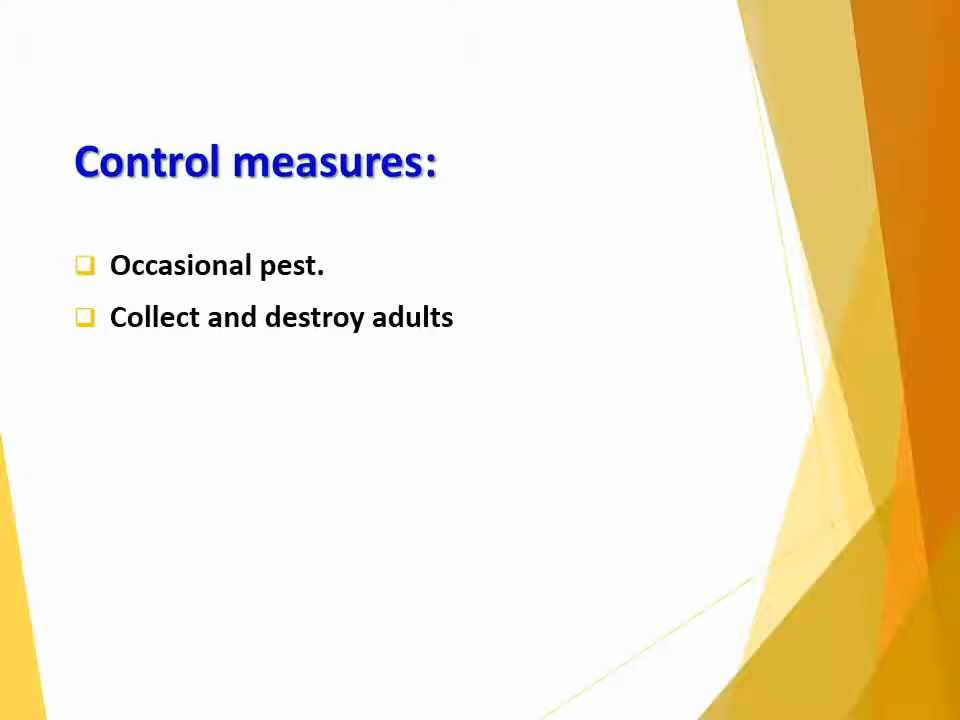 Control measures:
Occasional pest.
Collect and destroy adults